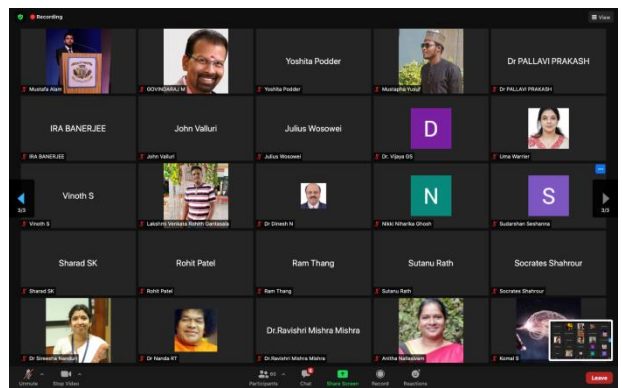 Recording
View
Yoshita Podder
Dr PALLAVI PRAKASH
Mustafa Alam
GOVINDARAJ M
Yoshita Podder
Mustapha Yusuf
Dr PALLAVI PRAKASH
IRA BANERJEE
John Valluri
Julius Wosowei
D
IRA BANERJEE
John Valluri
Julius Wosowei
Dr. Vijaya GS
Uma Warrier
Vinoth S
N
S
3/3
3/3
Vinoth S
Lakshmi Venkata Rohith Dantasala
Dr Dinesh N
Nikki Niharika Ghosh
Sudarshan Seshanna
Sharad SK
Rohit Patel
Ram Thang
Sutanu Rath
Socrates Shahrour
Sharad SK
Rohit Patel
Ram Thang
Sutanu Rath
Socrates Shahrour
Dr.Ravishri Mishra Mishra
Dr Sireesha Nanduri
Dr Nanda RT
Dr.Ravishri Mishra Mishra
Anitha Nallasivam
Komal S
Unmute
Stop Video
Participants
Chat
Share Screen
Record
Reactions
Leave